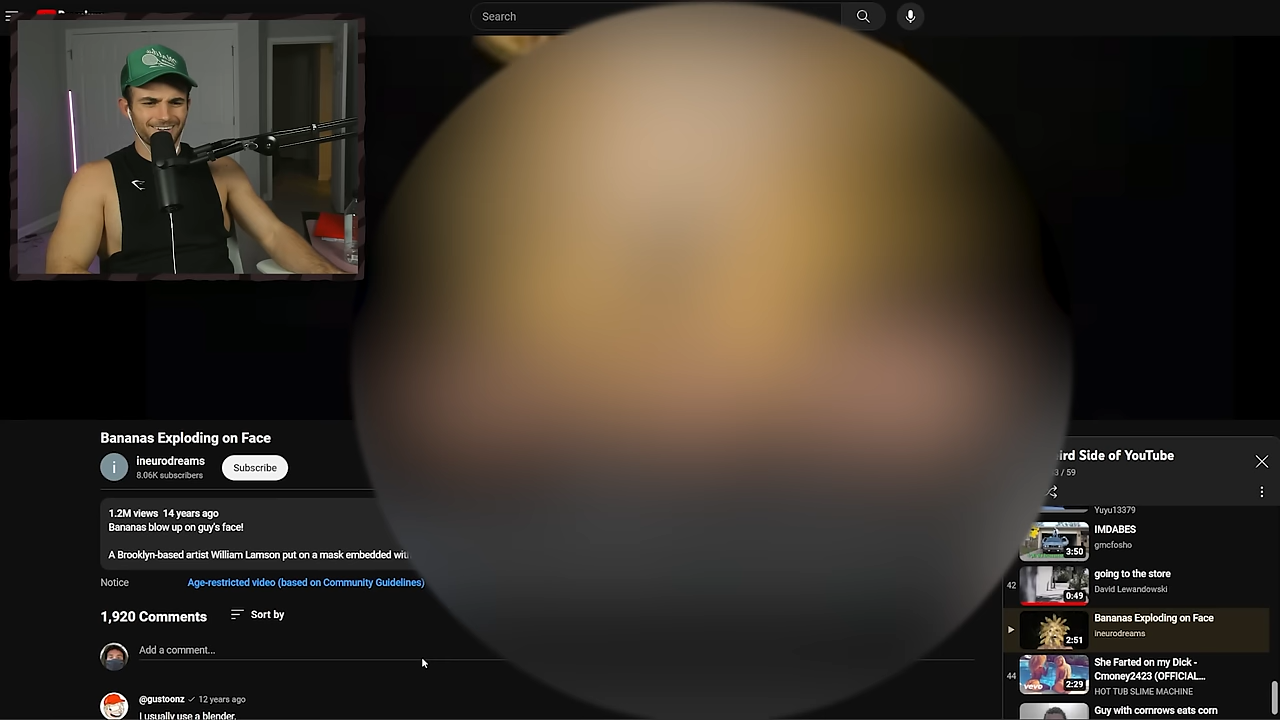 Search
Bananas Exploding on Face
i
ineurodreams
8.06K subscribers
Subscribe
1.2M views 14 years ago
Bananas blow up on guy's face!
A Brooklyn-based artist William Lamson put on a mask embedded
Notice
Age-restricted video (based on Community Guidelines)
1,920 Comments
Sort by
Add a comment...
@gustoonz 12 years ago
I usually use a blender.
Side of YouTube
/ 59
Yuyu13379
IMDABES
gmcfosho
3:50
42
going to the store
David Lewandowski
0:49
Bananas Exploding on Face
ineurodreams
2:51
44
She Farted on my Dick -
Cmoney2423 (OFFICIAL...
HOT TUB SLIME MACHINE
vevo
2:29
Guy with cornrows eats corn